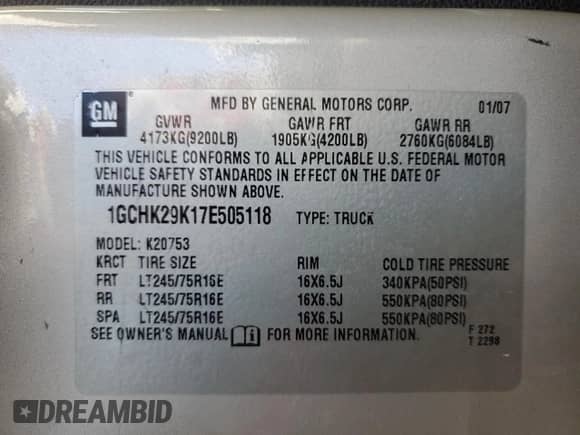 GM
MFD BY GENERAL MOTORS CORP. 01/07
GVWR GAWR FRT GAWR RR
4173KG(9200LB) 1905KG(4200LB) 2760KG(6084LB)
THIS VEHICLE CONFORMS TO ALL APPLICABLE U.S. FEDERAL MOTOR
VEHICLE SAFETY STANDARDS IN EFFECT ON THE DATE OF
MANUFACTURE SHOWN ABOVE.
1GCHK29K17E505118 TYPE: TRUCK
MODEL: K20753
KRCT TIRE SIZE RIM COLD TIRE PRESSURE
FRT LT245/75R16E 16X6.5J 340KPA(50PSI)
RR LT245/75R16E 16X6.5J 550KPA(80PSI)
SPA LT245/75R16E 16X6.5J 550KPA(80PSI)
SEE OWNER'S MANUAL FOR MORE INFORMATION.
F 272
T 2298
DREAMBID